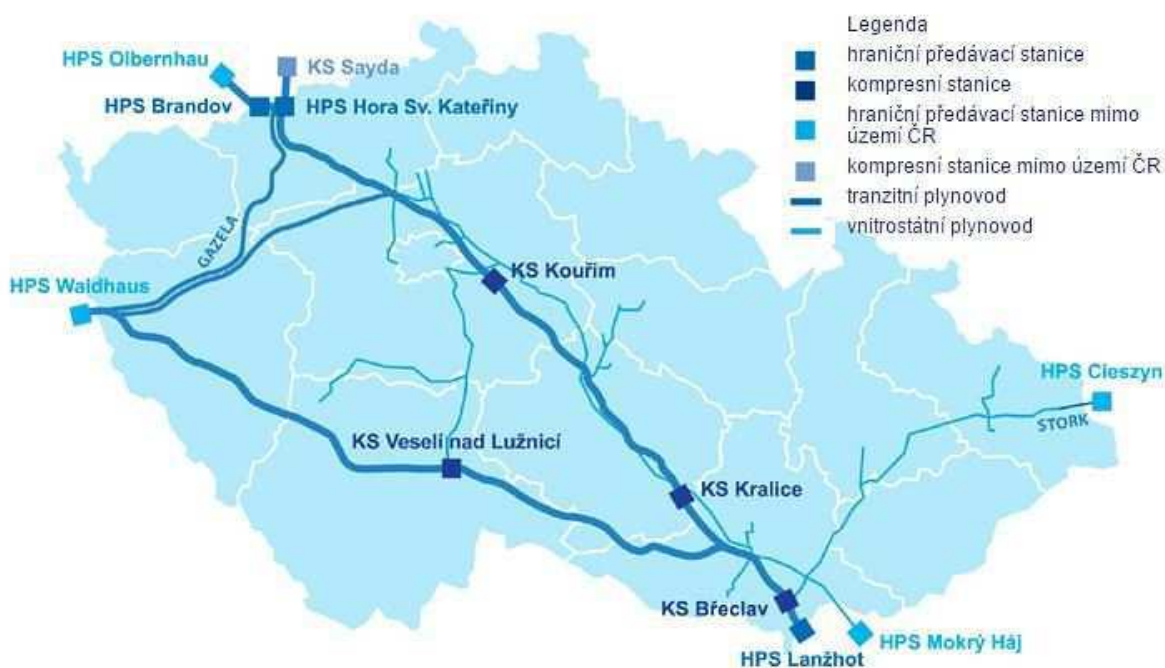 Legenda
hraniční předávací stanice
kompresní stanice
hraniční předávací stanice mimo
území ČR
kompresní stanice mimo území ČR
tranzitní plynovod
vnitrostátní plynovod
HPS Olbernhau
KS Sayda
HPS Brandov
HPS Hora Sv. Kateřiny
GAZELA
KS Kouřim
HPS Waidhaus
HPS Cieszyn
STORK
KS Veselí nad Lužnicí
KS Kralice
KS Břeclav
HPS Mokrý Háj
HPS Lanžhot